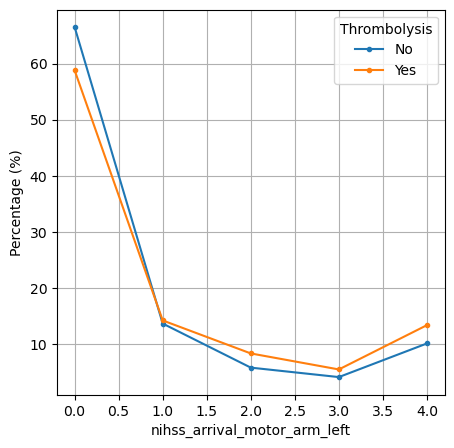 Thrombolysis
No
Yes
Percentage (%)
60
50
40
30
20
10
0.0 0.5 1.0 1.5 2.0 2.5 3.0 3.5 4.0
nihss_arrival_motor_arm_left